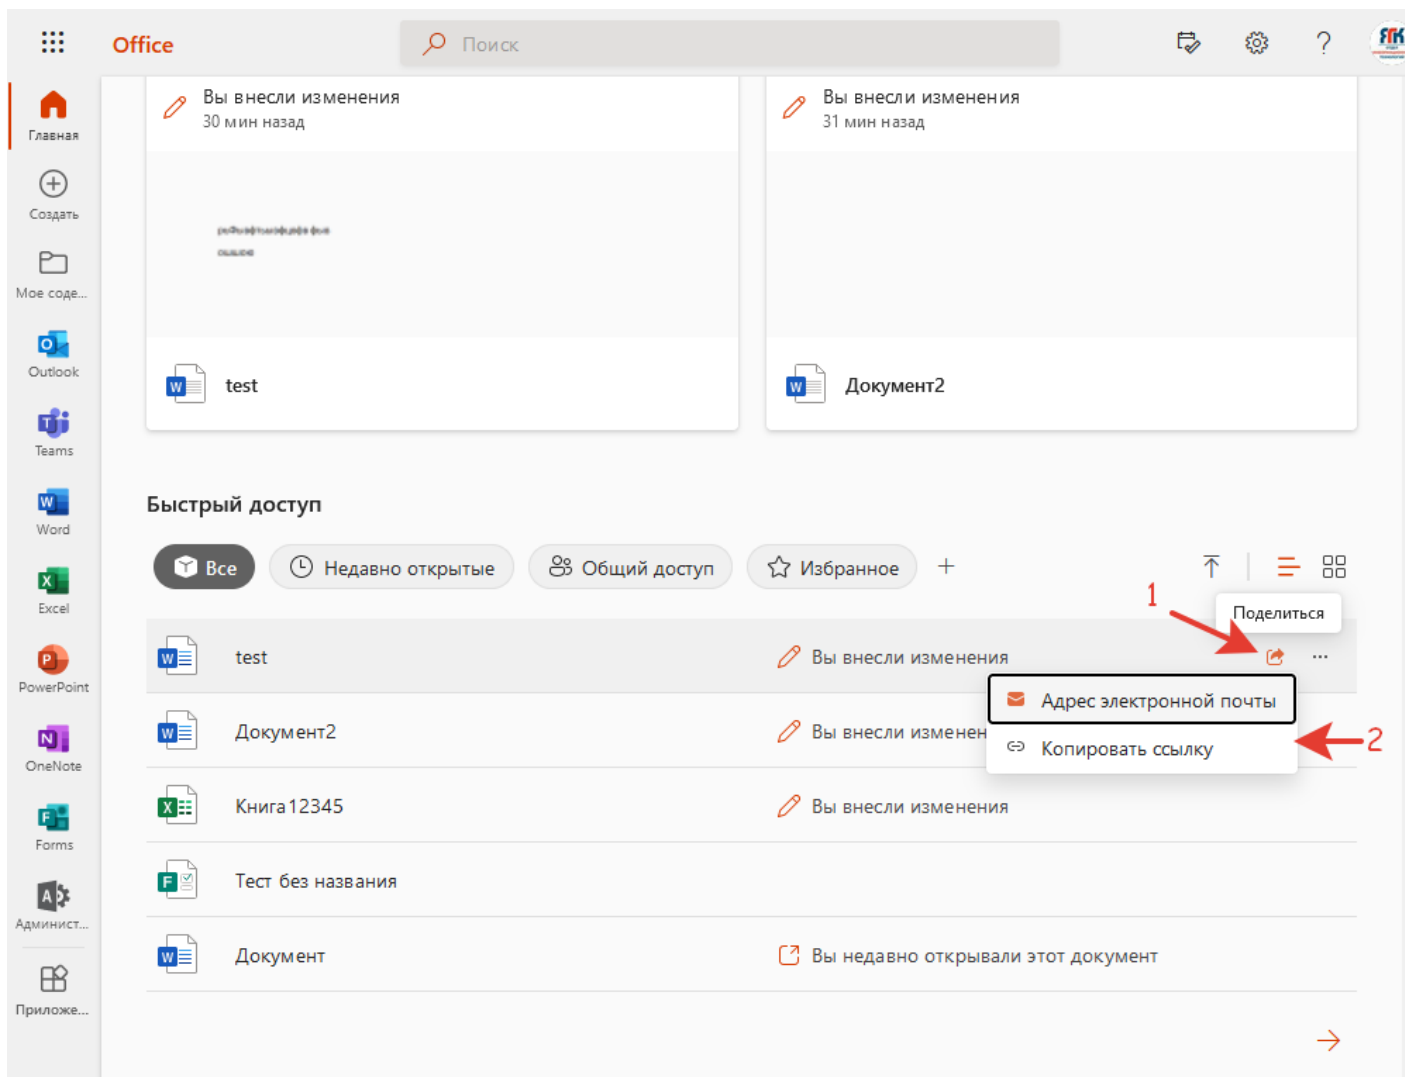 Office
Поиск
Главная
Создать
Мое соде...
Outlook
Teams
Word
Excel
PowerPoint
OneNote
Forms
Админист...
Приложе...
Вы внесли изменения
30 мин назад
test
Вы внесли изменения
31 мин назад
Документ2
Быстрый доступ
Все
Недавно открытые
Общий доступ
Избранное
1
Поделиться
test
Вы внесли изменения
Адрес электронной почты
Копировать ссылку
2
Документ2
Вы внесли изменен
Книга12345
Вы внесли изменения
Тест без названия
Документ
Вы недавно открывали этот документ